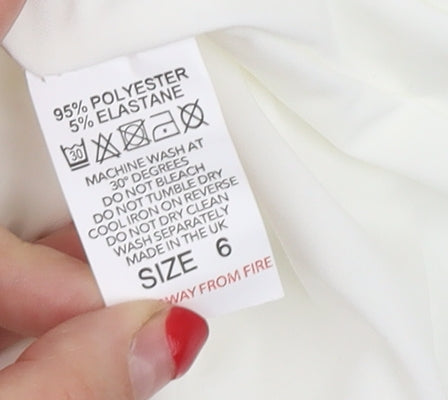 95% POLYESTER
5% ELASTANE
30
MACHINE WASH AT
30° DEGREES
DO NOT BLEACH
DO NOT TUMBLE DRY
COOL IRON ON REVERSE
DO NOT DRY CLEAN
WASH SEPARATELY
MADE IN THE UK
SIZE 6
AWAY FROM FIRE